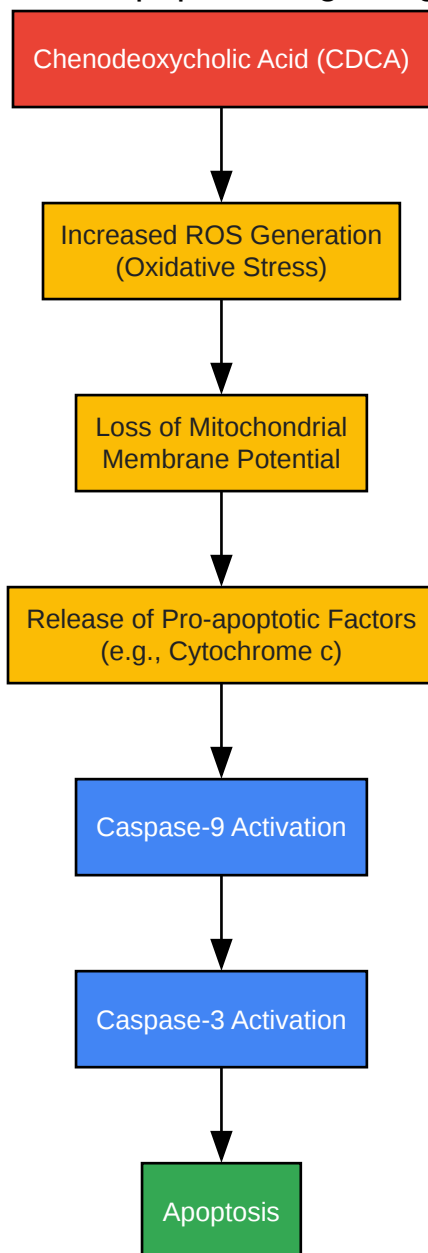 Chenodeoxycholic Acid (CDCA)
Increased ROS Generation
(Oxidative Stress)
Loss of Mitochondrial
Membrane Potential
Release of Pro-apoptotic Factors
(e.g., Cytochrome c)
Caspase-9 Activation
Caspase-3 Activation
Apoptosis